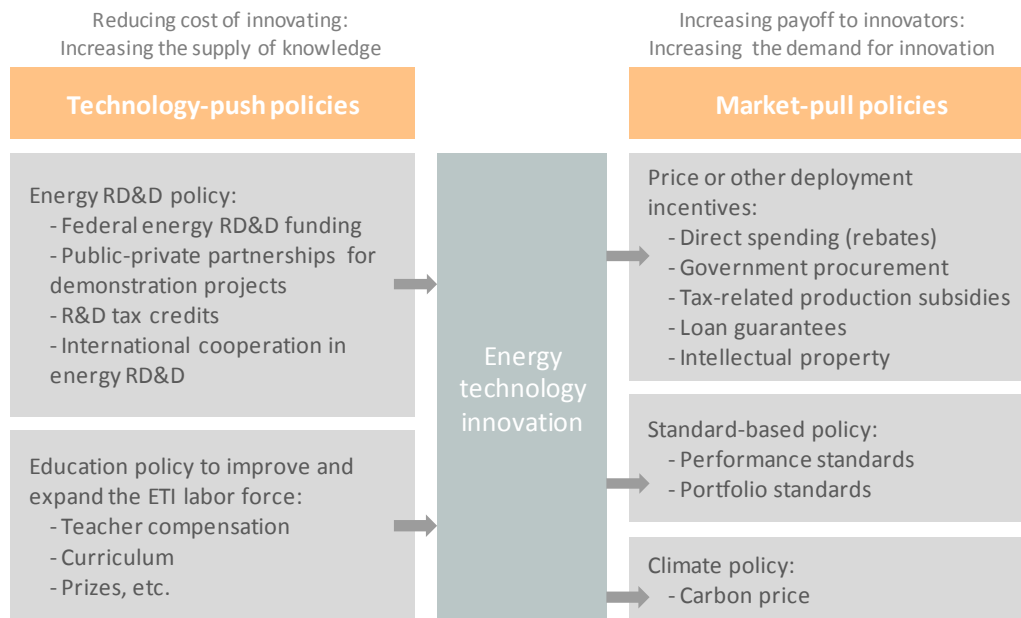 Reducing cost of innovating:
Increasing the supply of knowledge
Technology-push policies
Energy RD&D policy:
- Federal energy RD&D funding
- Public-private partnerships for
demonstration projects
- R&D tax credits
- International cooperation in
energy RD&D
Education policy to improve and
expand the ETI labor force:
- Teacher compensation
- Curriculum
- Prizes, etc.
Energy
technology
innovation
Increasing payoff to innovators:
Increasing the demand for innovation
Market-pull policies
Price or other deployment
incentives:
- Direct spending (rebates)
- Government procurement
- Tax-related production subsidies
- Loan guarantees
- Intellectual property
Standard-based policy:
- Performance standards
- Portfolio standards
Climate policy:
- Carbon price